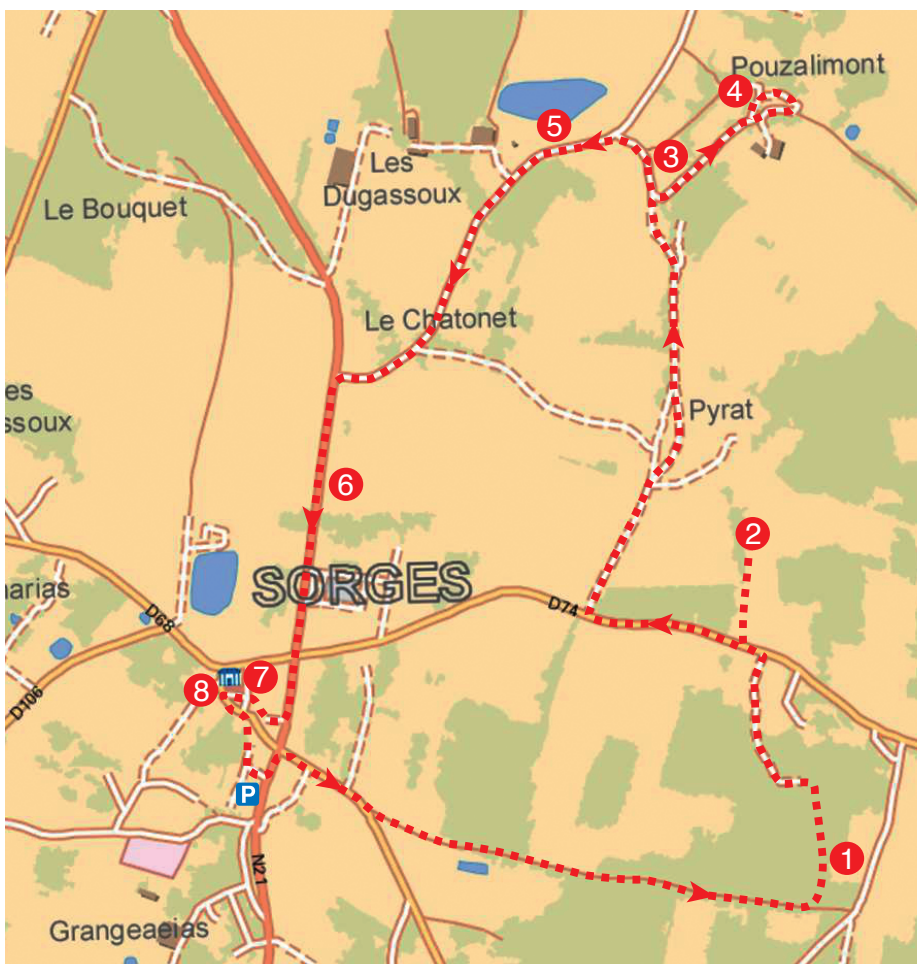 Pouzalimont
4
5
3
Les
Dugassoux
Le Bouquet
Le Chatonet
es
ssoux
Pyrat
6
2
SORGES
D74
arias
D68
7
8
D106
P
1
N21
Grangeaeias